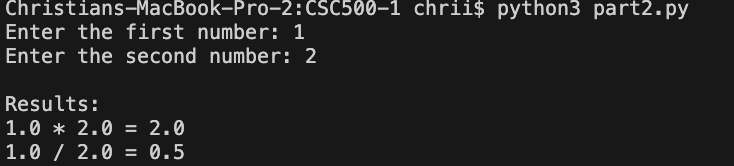 Christians-MacBook-Pro-2:CSC500-1 chrii$ python3 part2.py
Enter the first number: 1
Enter the second number: 2
Results:
1.0 * 2.0 = 2.0
1.0 / 2.0 = 0.5